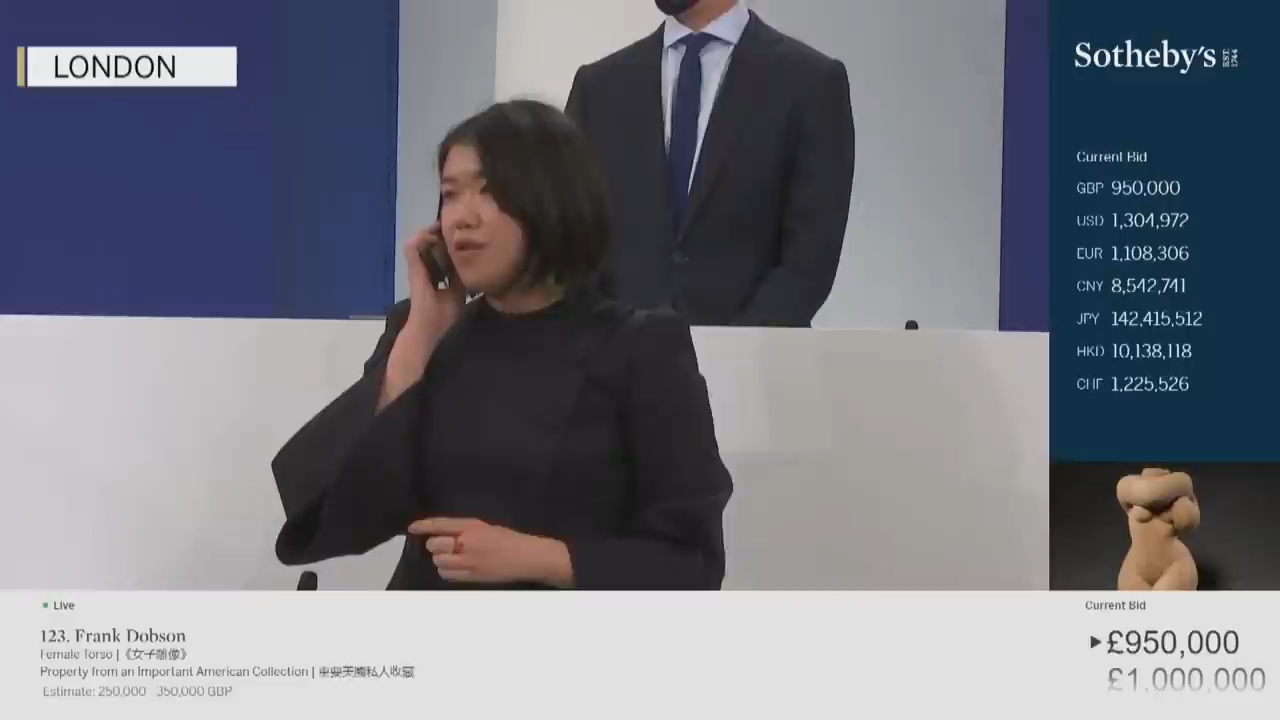 LONDON
Sotheby's EST. 1744
Current Bid
GBP 950,000
USD 1,304,972
EUR 1,108,306
CNY 8,542,741
JPY 142,415,512
HKD 10,138,118
CHF 1,225,526
Live
123. Frank Dobson
Female Torso | 《女子雕像》
Property from an Important American Collection | 重要美國私人收藏
Estimate: 250,000 350,000 GBP
Current Bid
£950,000
£1,000,000